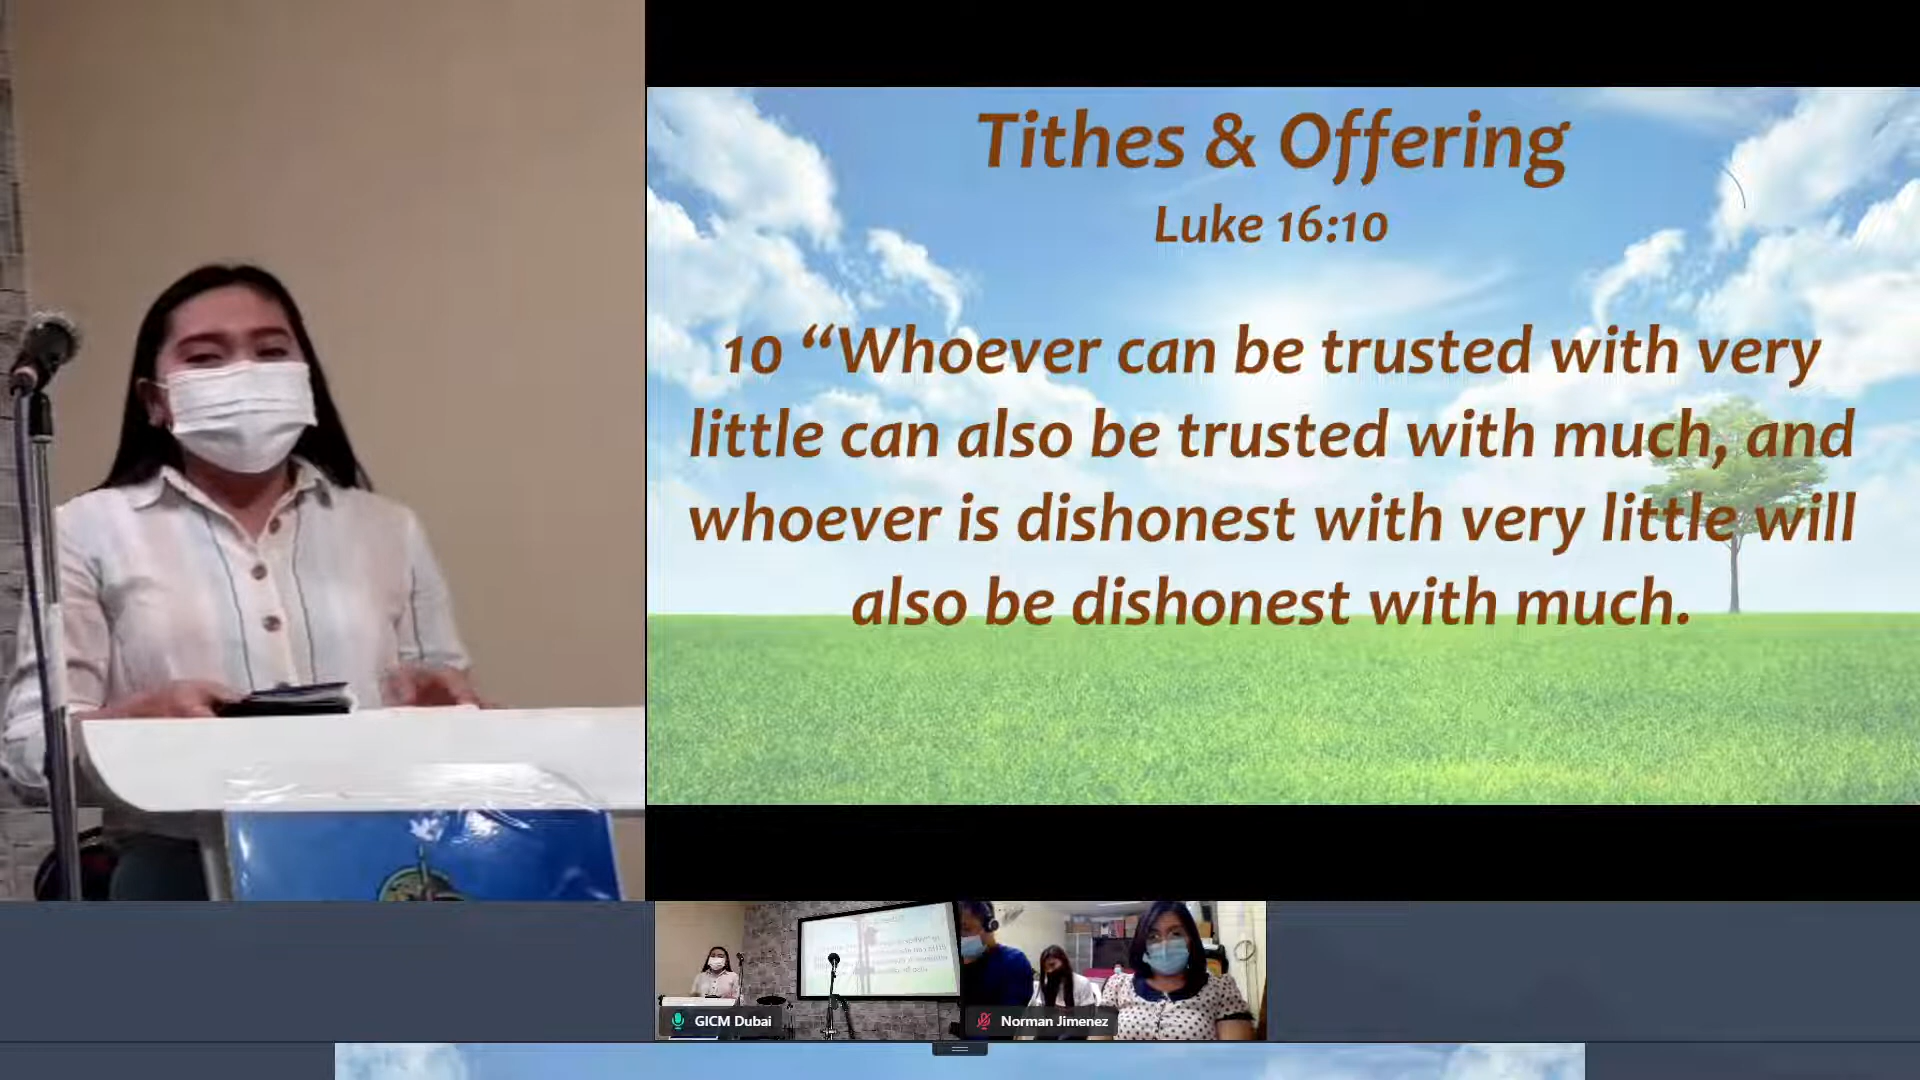 Tithes & Offering
Luke 16:10
10 “Whoever can be trusted with very
little can also be trusted with much, and
whoever is dishonest with very little will
also be dishonest with much.
GICM Dubai
Norman Jimenez